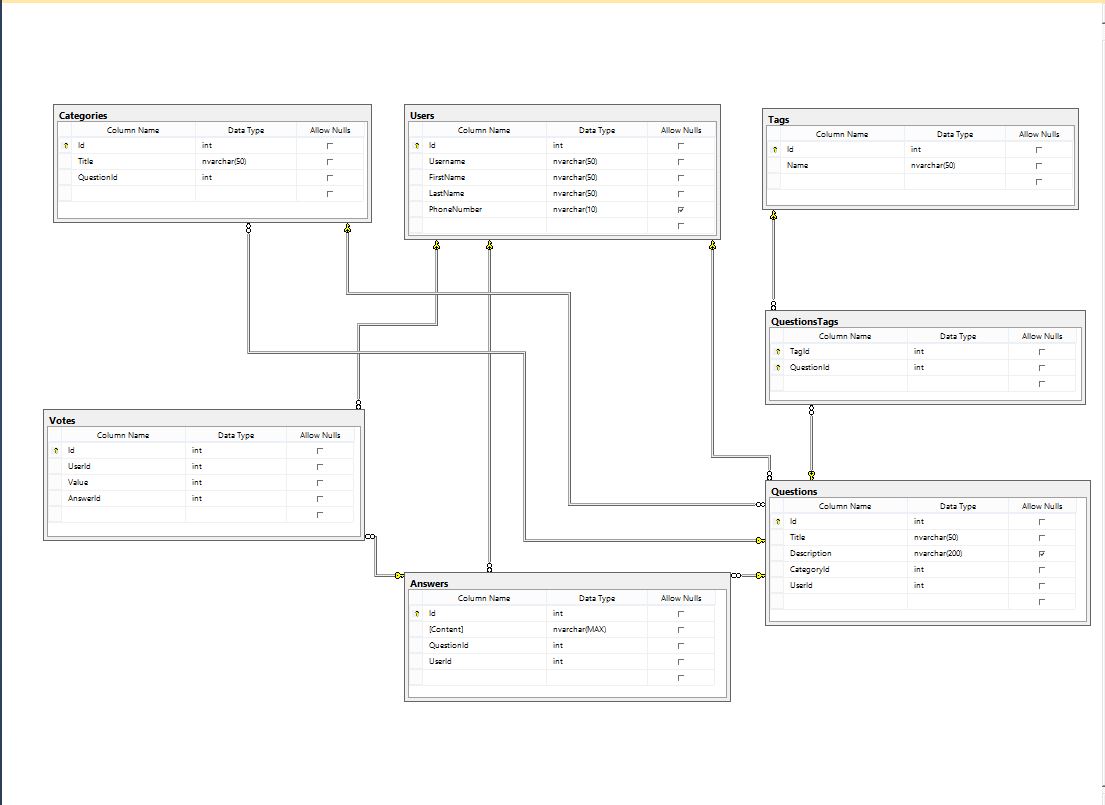 Categories
Column Name Data Type Allow Nulls
Id int
Title nvarchar(50)
QuestionId int
Users
Column Name Data Type Allow Nulls
Id int
Username nvarchar(50)
FirstName nvarchar(50)
LastName nvarchar(50)
PhoneNumber nvarchar(10)
Tags
Column Name Data Type Allow Nulls
Id int
Name nvarchar(50)
QuestionsTags
Column Name Data Type Allow Nulls
TagId int
QuestionId int
Votes
Column Name Data Type Allow Nulls
Id int
UserId int
Value int
AnswerId int
Questions
Column Name Data Type Allow Nulls
Id int
Title nvarchar(50)
Description nvarchar(200)
CategoryId int
UserId int
Answers
Column Name Data Type Allow Nulls
Id int
[Content] nvarchar(MAX)
QuestionId int
UserId int